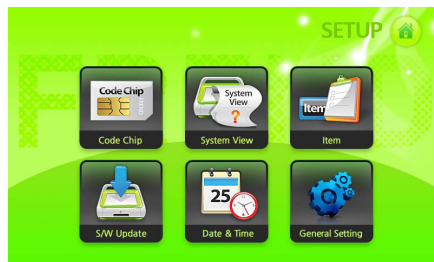 SETUP
Code Chip
System
View
?
Item
Code Chip
System View
Item
25
S/W Update
Date & Time
General Setting